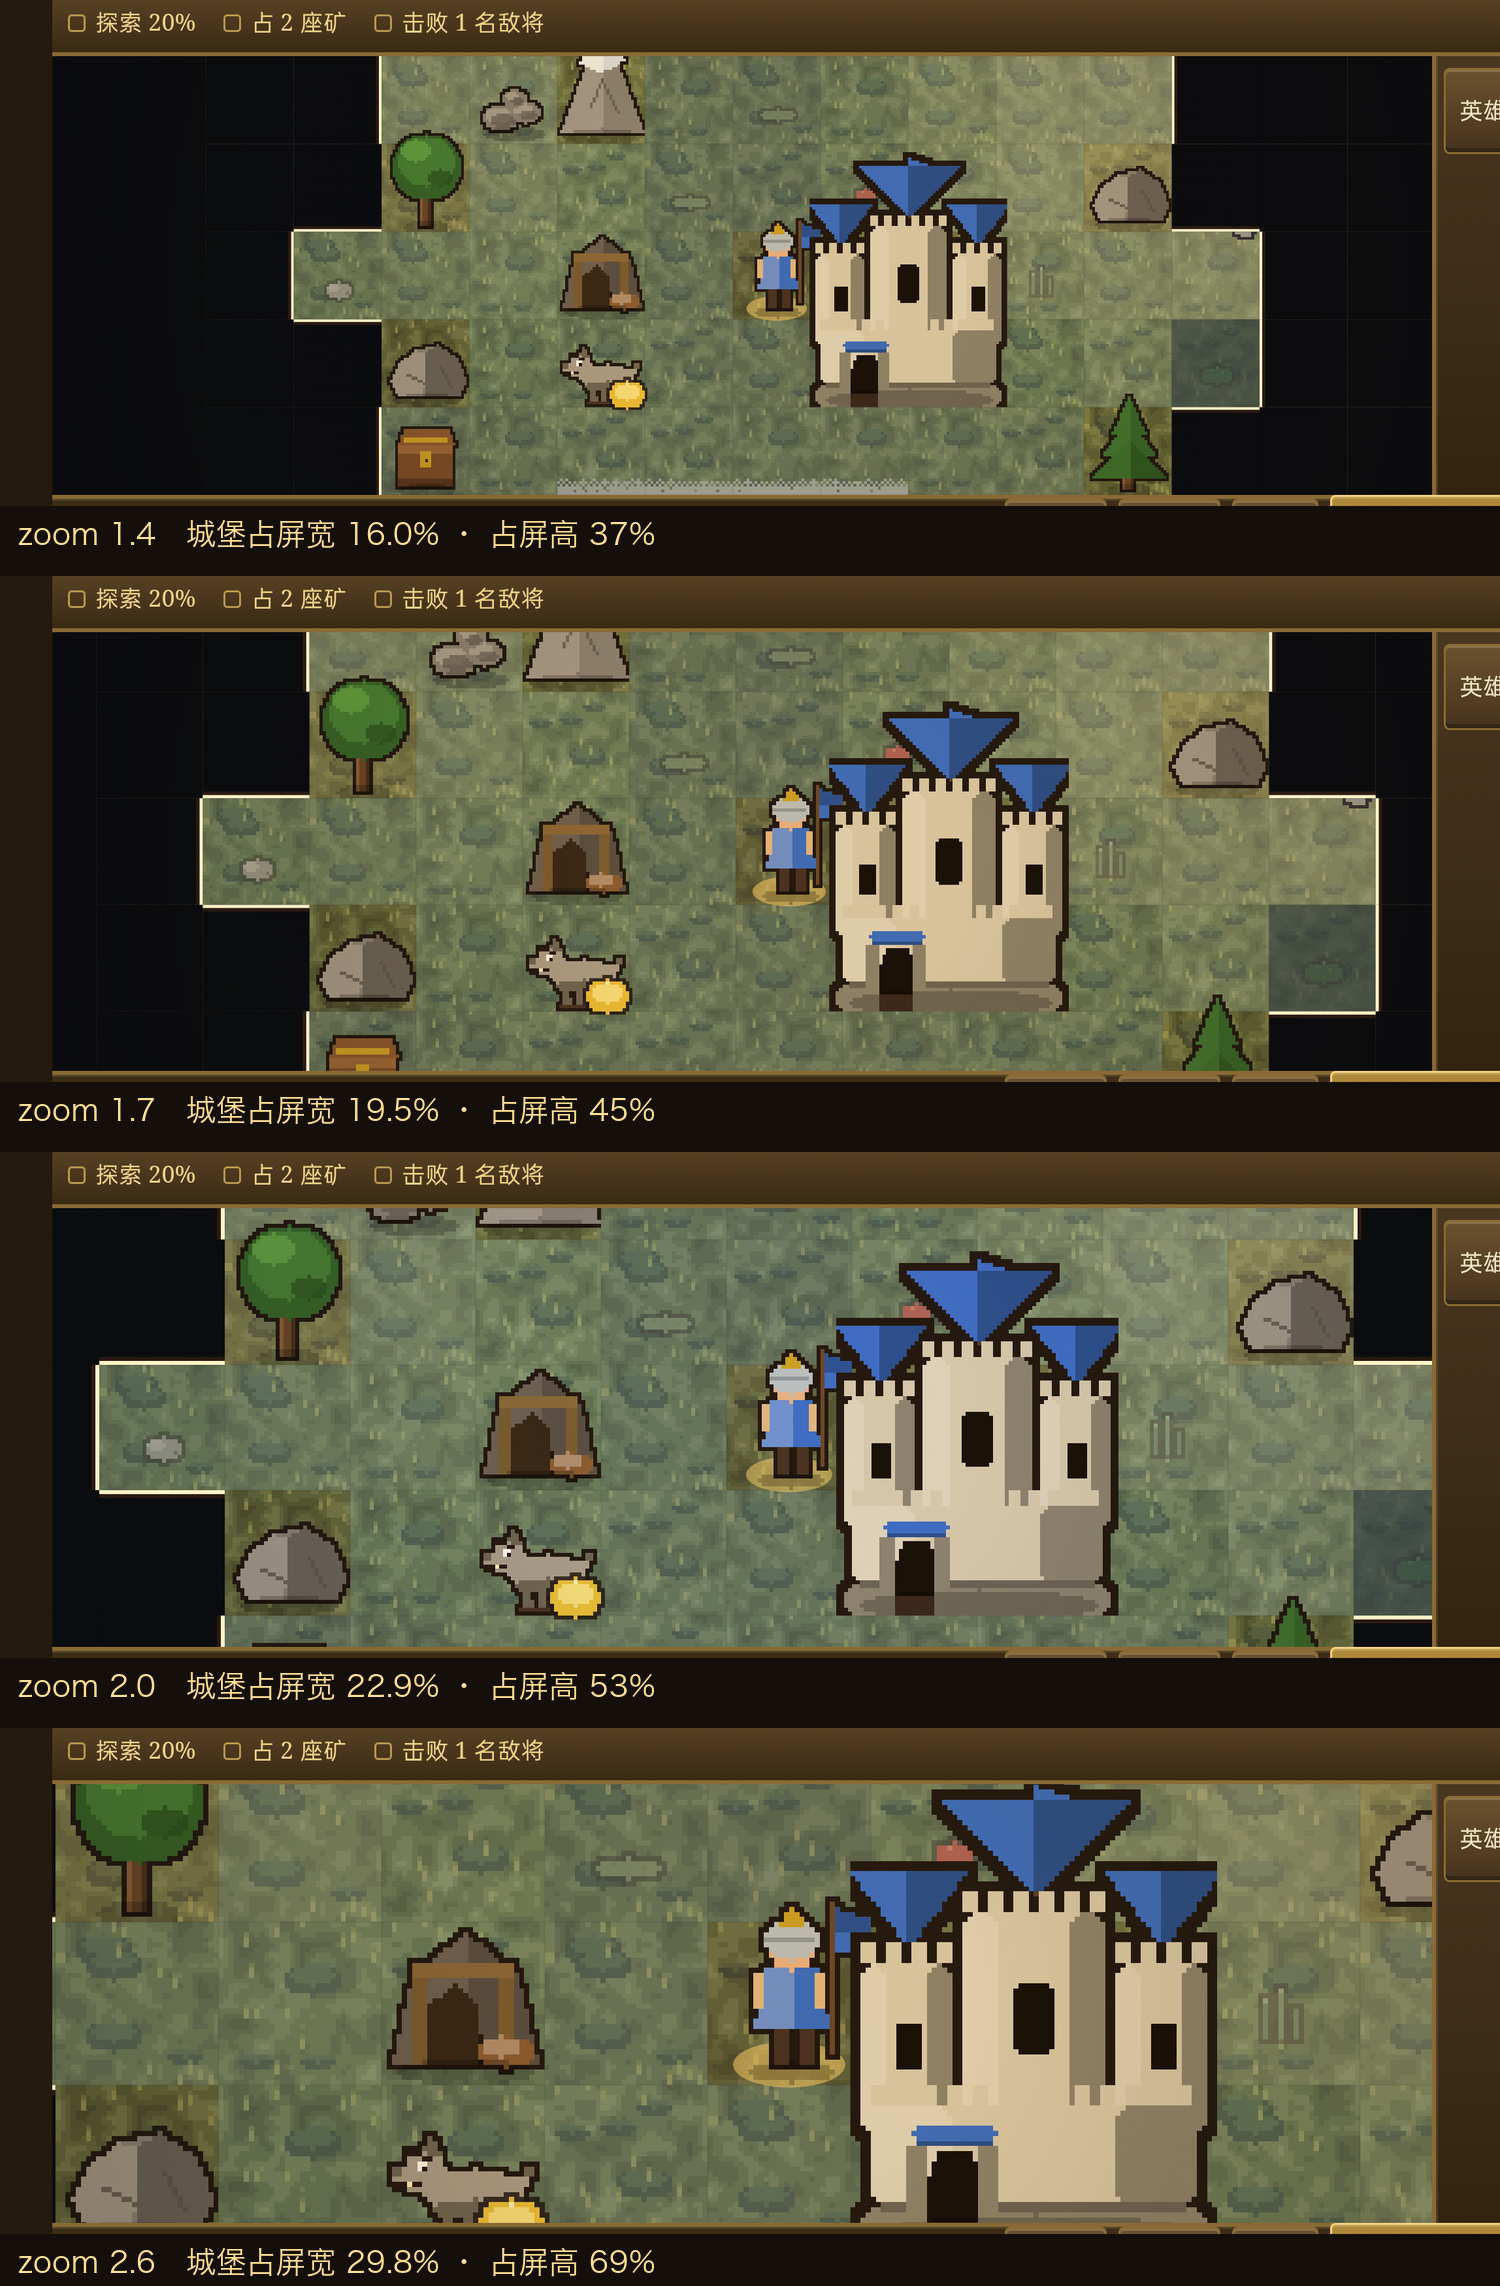 探索 20% 占 2 座矿 击败 1 名敌将
英雄
zoom 1.4 城堡占屏宽 16.0% · 占屏高 37%
探索 20% 占 2 座矿 击败 1 名敌将
英雄
zoom 1.7 城堡占屏宽 19.5% · 占屏高 45%
探索 20% 占 2 座矿 击败 1 名敌将
英雄
zoom 2.0 城堡占屏宽 22.9% · 占屏高 53%
探索 20% 占 2 座矿 击败 1 名敌将
英雄
zoom 2.6 城堡占屏宽 29.8% · 占屏高 69%